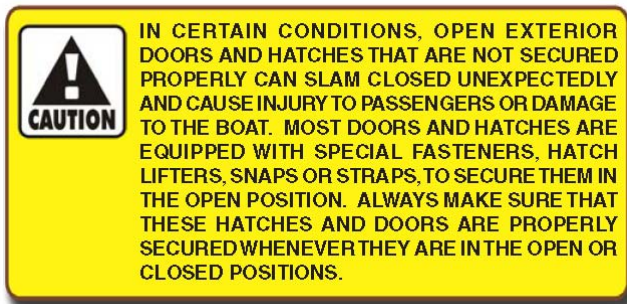 CAUTION
IN CERTAIN CONDITIONS, OPEN EXTERIOR
DOORS AND HATCHES THAT ARE NOT SECURED
PROPERLY CAN SLAM CLOSED UNEXPECTEDLY
AND CAUSE INJURY TO PASSENGERS OR DAMAGE
TO THE BOAT. MOST DOORS AND HATCHES ARE
EQUIPPED WITH SPECIAL FASTENERS, HATCH
LIFTERS, SNAPS OR STRAPS, TO SECURE THEM IN
THE OPEN POSITION. ALWAYS MAKE SURE THAT
THESE HATCHES AND DOORS ARE PROPERLY
SECURED WHENEVER THEY ARE IN THE OPEN OR
CLOSED POSITIONS.